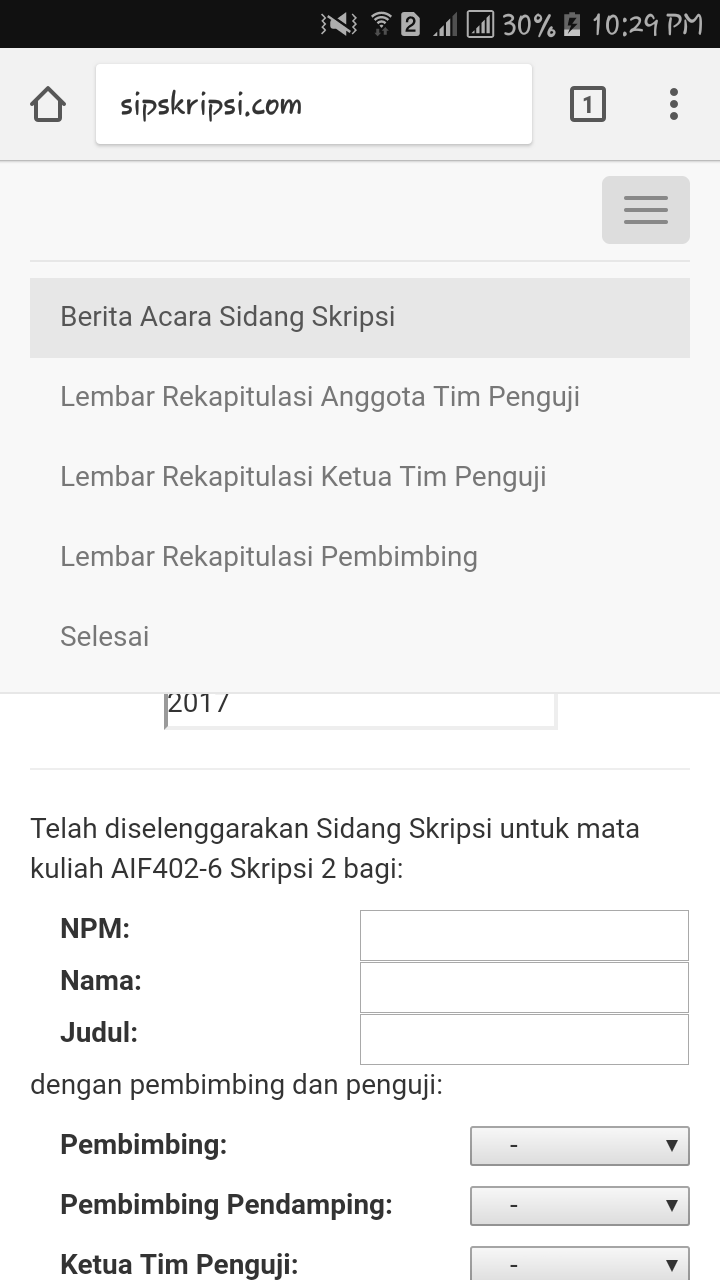 2 30% 10:29 PM
sipskripsi.com 1
Berita Acara Sidang Skripsi
Lembar Rekapitulasi Anggota Tim Penguji
Lembar Rekapitulasi Ketua Tim Penguji
Lembar Rekapitulasi Pembimbing
Selesai
2017
Telah diselenggarakan Sidang Skripsi untuk mata
kuliah AIF402-6 Skripsi 2 bagi:
NPM:
Nama:
Judul:
dengan pembimbing dan penguji:
Pembimbing: -
Pembimbing Pendamping: -
Ketua Tim Penguji: -